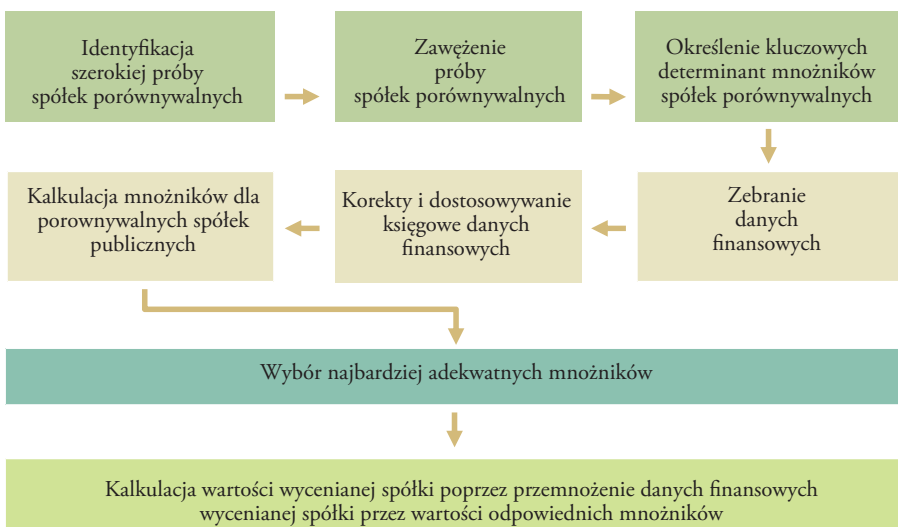 Identyfikacja
szerokiej próby
spółek porównywalnych
Zawężenie
próby
spółek porównywalnych
Określenie kluczowych
determinant mnożników
spółek porównywalnych
Zebranie
danych
finansowych
Korekty i dostosowywanie
księgowe danych
finansowych
Kalkulacja mnożników dla
porownywalnych spółek
publicznych
Wybór najbardziej adekwatnych mnożników
Kalkulacja wartości wycenianej spółki poprzez przemnożenie danych finansowych
wycenianej spółki przez wartości odpowiednich mnożników